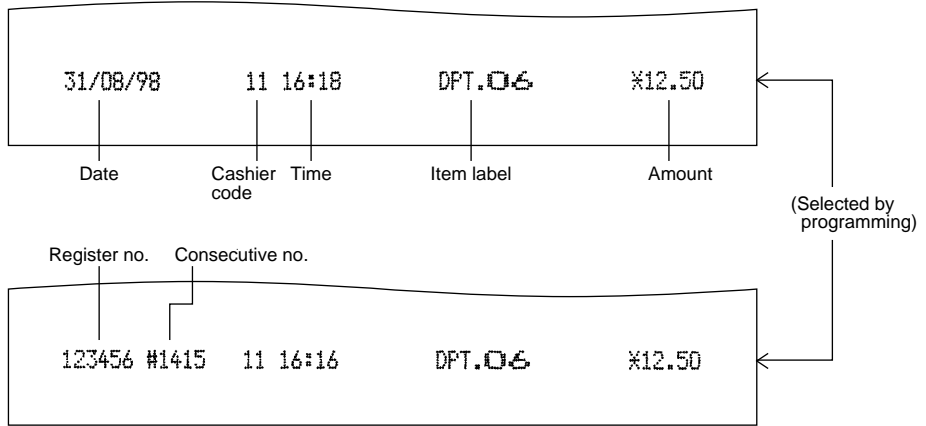 31/08/98 11 16:18 DPT.06 ¥12.50
Date Cashier code Time Item label Amount
(Selected by programming)
Register no. Consecutive no.
123456 #1415 11 16:16 DPT.06 ¥12.50